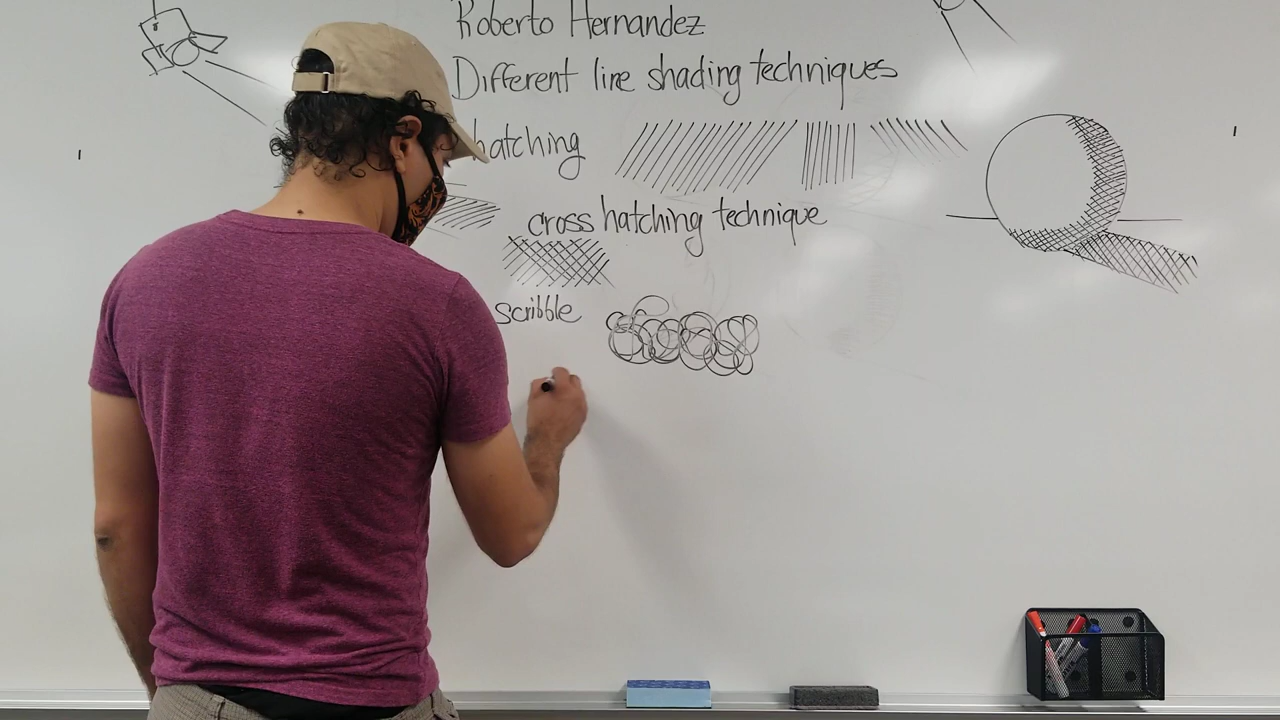 Roberto Hernandez
Different line shading techniques
hatching
cross hatching technique
scribble